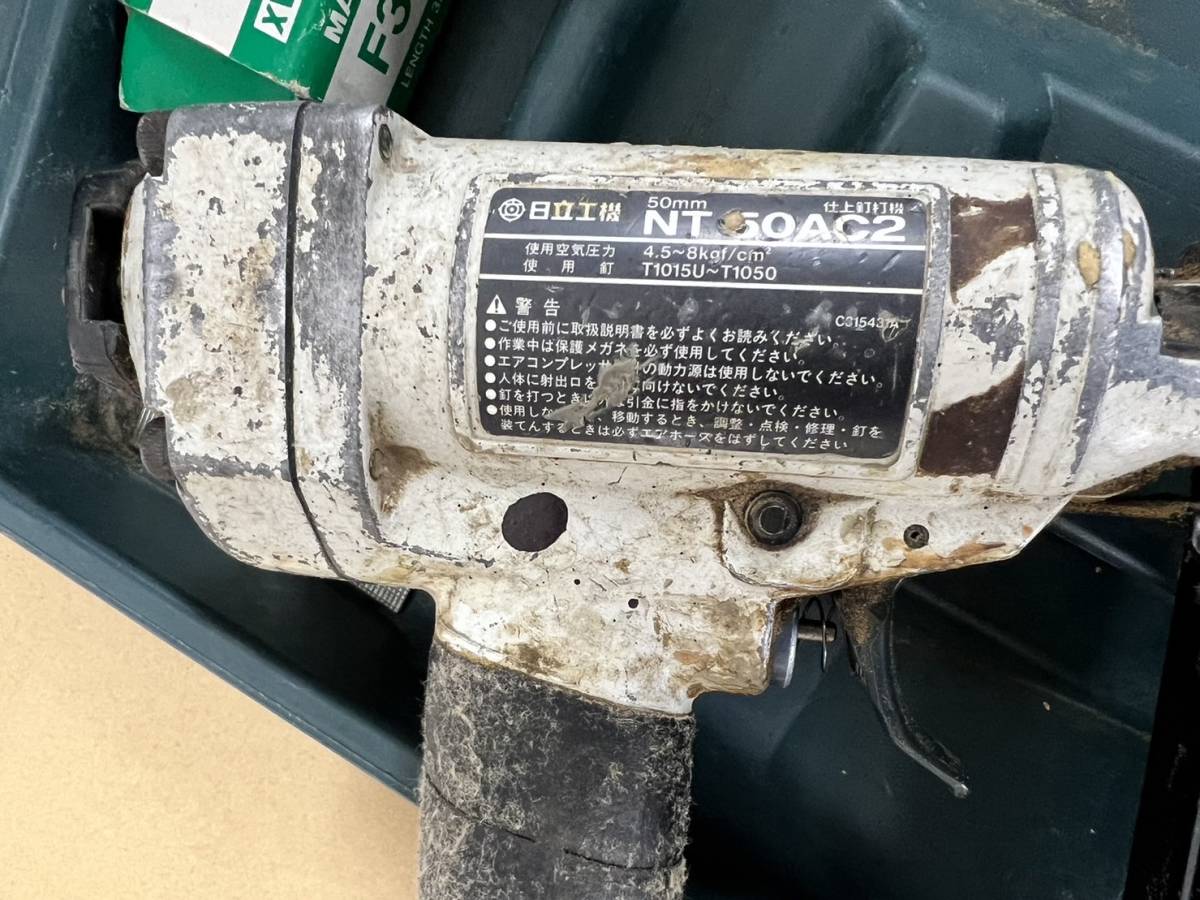 XL
MA
F3
LENGTH 3
日立工機
50mm
仕上釘打機
NT 50AC2
使用空気圧力 4.5~8kgf/cm²
使用釘 T1015U~T1050
警告
C315431A
●ご使用前に取扱説明書を必ずよくお読みください。
●作業中は保護メガネを必ず使用してください。
●エアコンプレッサ の動力源は使用しないでください。
●人体に射出口を に向けないでください。
●釘を打つとき 引金に指をかけないでください。
●使用しな 移動するとき、調整・点検・修理・釘を
装てんするときは必ずエアホースをはずしてください